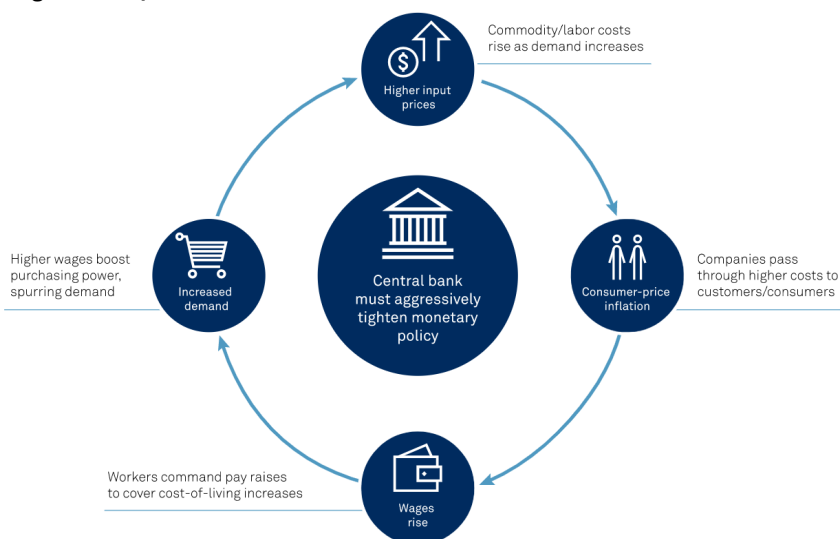 Commodity/labor costs
rise as demand increases
$
Higher input
prices
Higher wages boost
purchasing power,
spurring demand
Increased
demand
Central bank
must aggressively
tighten monetary
policy
Consumer-price
inflation
Companies pass
through higher costs to
customers/consumers
Workers command pay raises
to cover cost-of-living increases
Wages
rise